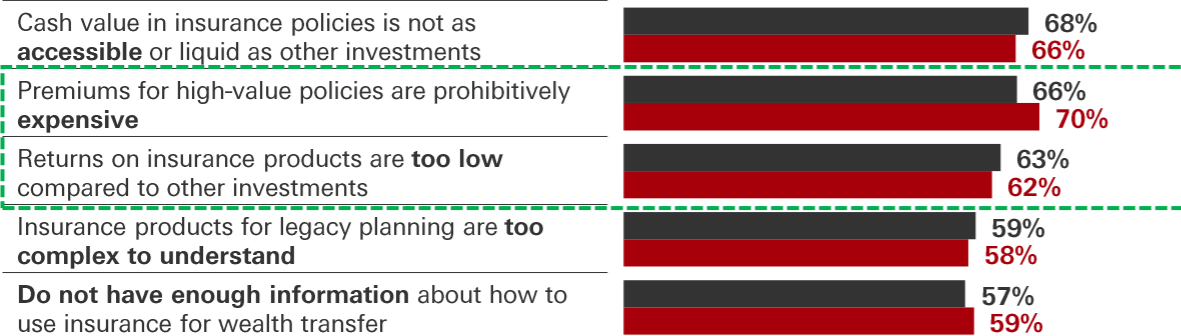 Cash value in insurance policies is not as
accessible or liquid as other investments
68%
66%
Premiums for high-value policies are prohibitively
expensive
66%
70%
Returns on insurance products are too low
compared to other investments
63%
62%
Insurance products for legacy planning are too
complex to understand
59%
58%
Do not have enough information about how to
use insurance for wealth transfer
57%
59%